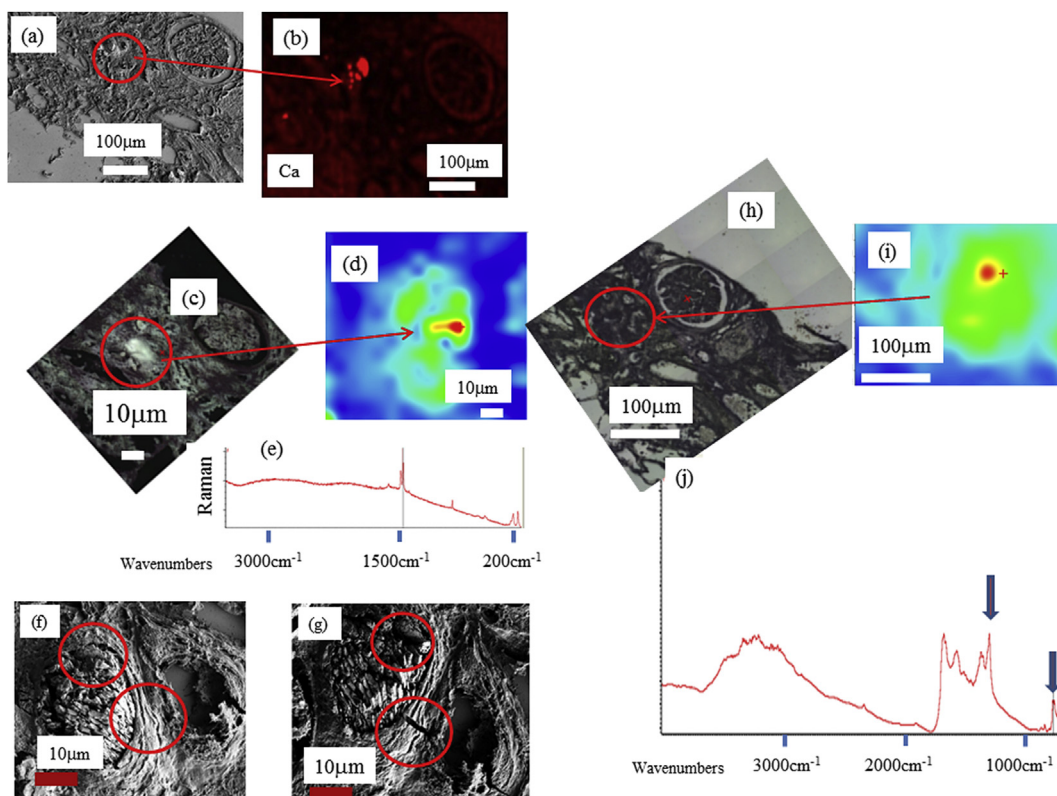 (a)
100μm
(b)
Ca
100μm
(c)
10μm
(d)
10μm
(e)
Raman
Wavenumbers
3000cm-1
1500cm-1
200cm-1
(f)
10μm
(g)
10μm
(h)
100μm
(i)
100μm
(j)
Wavenumbers
3000cm-1
2000cm-1
1000cm-1